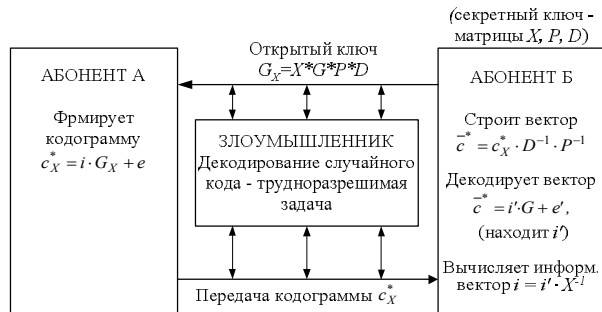 (секретный ключ -
матрицы X, P, D)
Открытый ключ
G_X=X*G*P*D
АБОНЕНТ А
Фрмирует
кодограмму
c*_X = i · G_X + e
ЗЛОУМЫШЛЕННИК
Декодирование случайного
кода - трудноразрешимая
задача
Передача кодограммы c*_X
АБОНЕНТ Б
Строит вектор
c̄* = c*_X · D⁻¹ · P⁻¹
Декодирует вектор
c̄* = i′·G + e′,
(находит i′)
Вычисляет информ.
вектор i = i′· X⁻¹